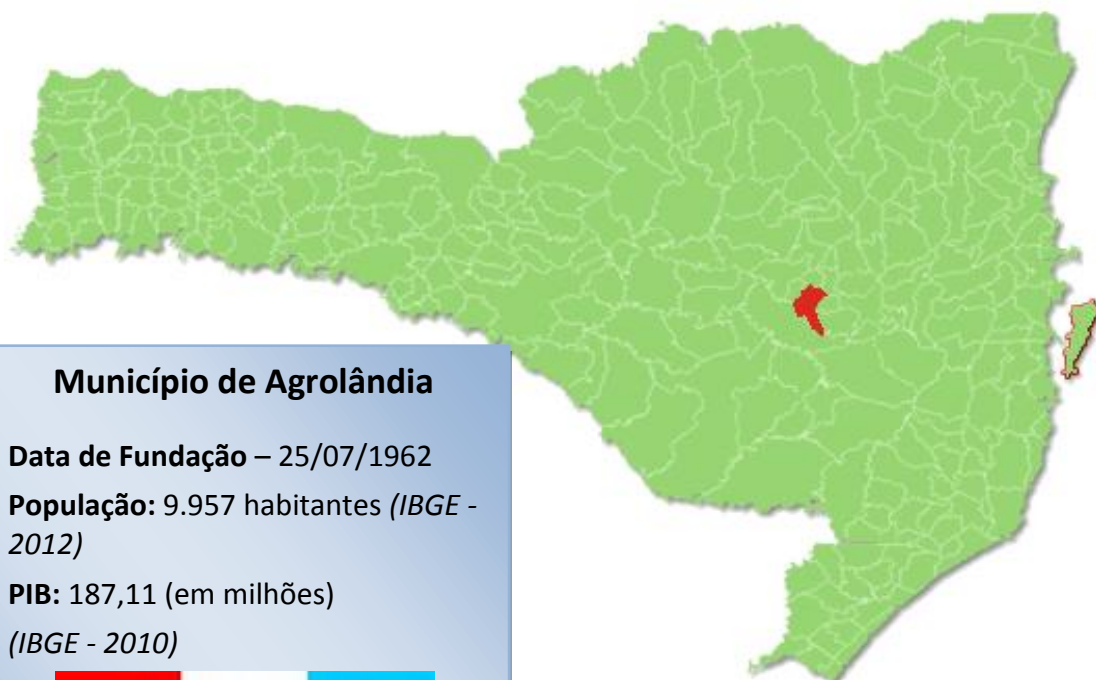 Município de Agrolândia
Data de Fundação – 25/07/1962
População: 9.957 habitantes (IBGE -
2012)
PIB: 187,11 (em milhões)
(IBGE - 2010)